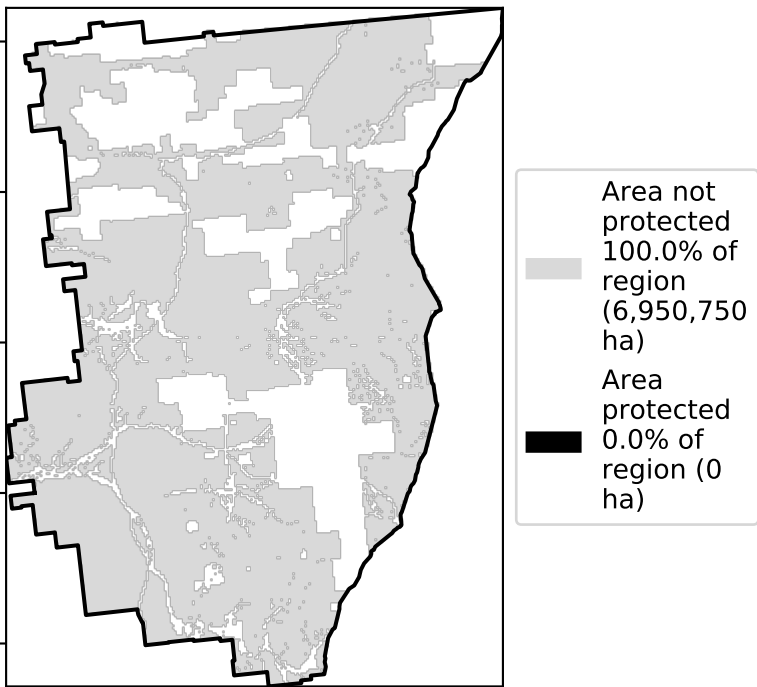 Area not
protected
100.0% of
region
(6,950,750
ha)
Area
protected
0.0% of
region (0
ha)